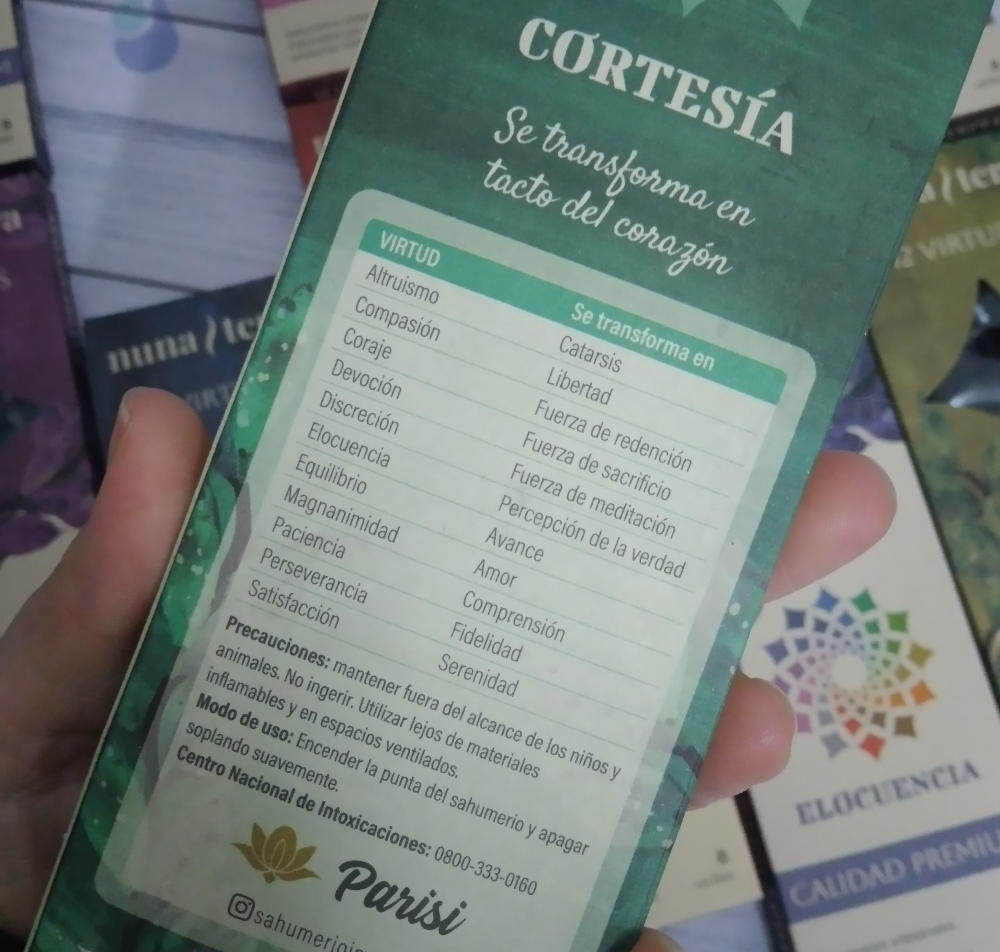 CORTESÍA
Se transforma en
tacto del corazón
VIRTUD Se transforma en
Altruismo Catarsis
Compasión Libertad
Coraje Fuerza de redención
Devoción Fuerza de sacrificio
Discreción Fuerza de meditación
Elocuencia Percepción de la verdad
Equilibrio Avance
Magnanimidad Amor
Paciencia Comprensión
Perseverancia Fidelidad
Satisfacción Serenidad
Precauciones: mantener fuera del alcance de los niños y
animales. No ingerir. Utilizar lejos de materiales
inflamables y en espacios ventilados.
Modo de uso: Encender la punta del sahumerio y apagar
soplando suavemente.
Centro Nacional de Intoxicaciones: 0800-333-0160
Parisi
nuna
ELOCUENCIA
CALIDAD